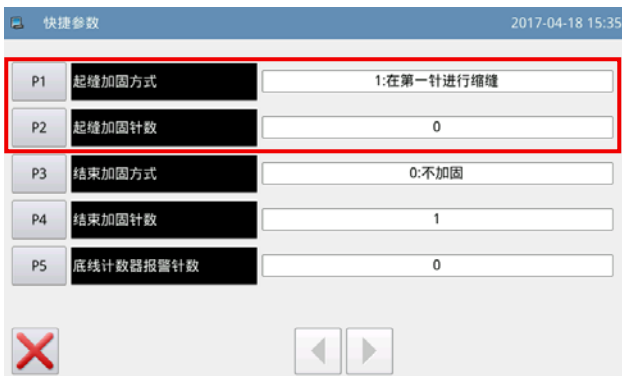 快捷参数 2017-04-18 15:35
P1 起缝加固方式 1:在第一针进行缩缝
P2 起缝加固针数 0
P3 结束加固方式 0:不加固
P4 结束加固针数 1
P5 底线计数器报警针数 0